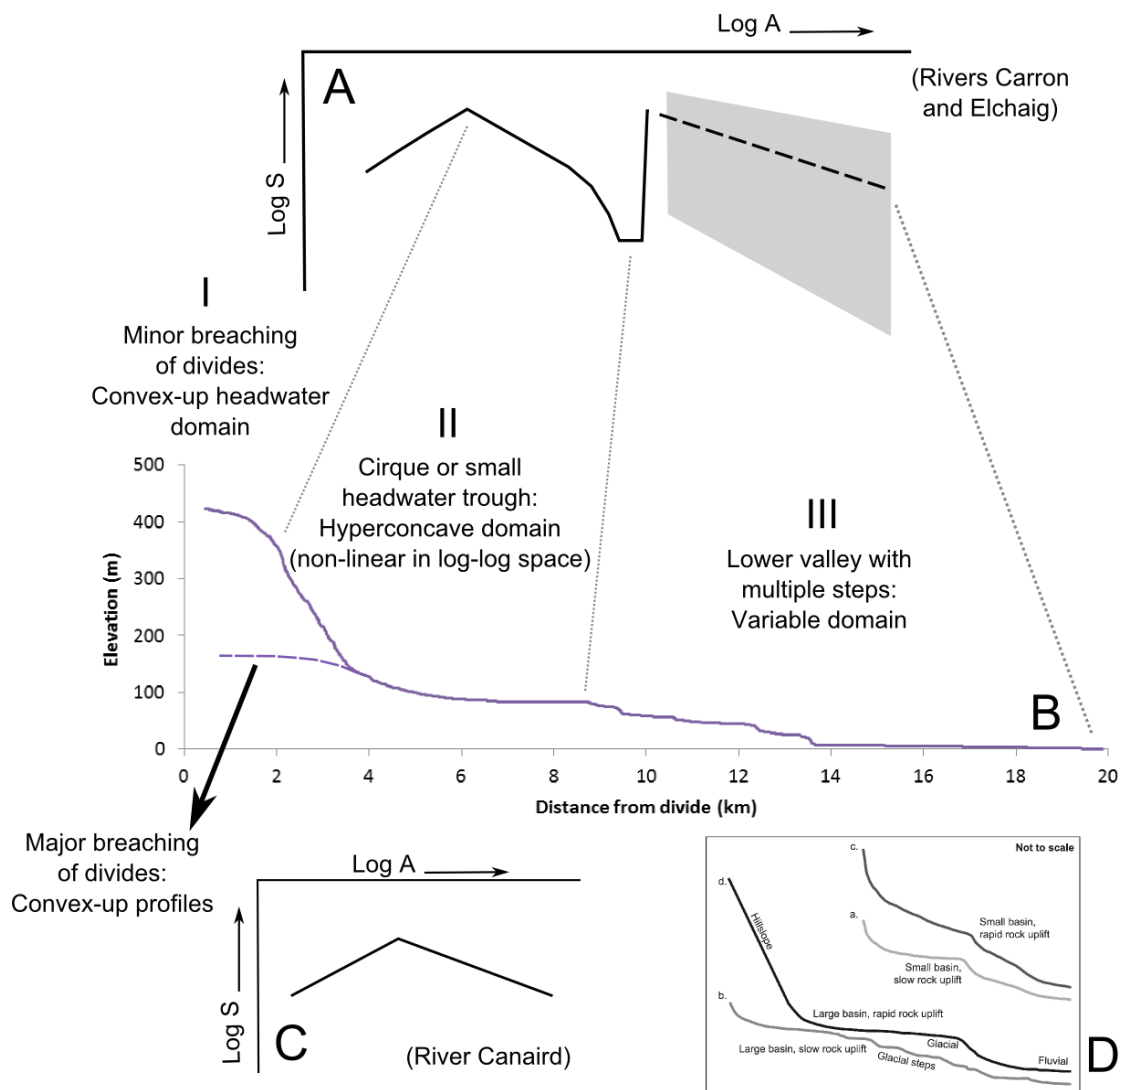 Log A
A
(Rivers Carron
and Elchaig)
Log S
I
Minor breaching
of divides:
Convex-up headwater
domain
II
Cirque or small
headwater trough:
Hyperconcave domain
(non-linear in log-log space)
III
Lower valley with
multiple steps:
Variable domain
500
400
300
200
100
0
Elevation (m)
B
0 2 4 6 8 10 12 14 16 18 20
Distance from divide (km)
Major breaching
of divides:
Convex-up profiles
Log A
Log S
C
(River Canaird)
Not to scale
c.
d.
Hillslope
a.
Small basin,
rapid rock uplift
Small basin,
slow rock uplift
b.
Large basin, rapid rock uplift
Large basin, slow rock uplift
Glacial
Glacial steps
Fluvial
D